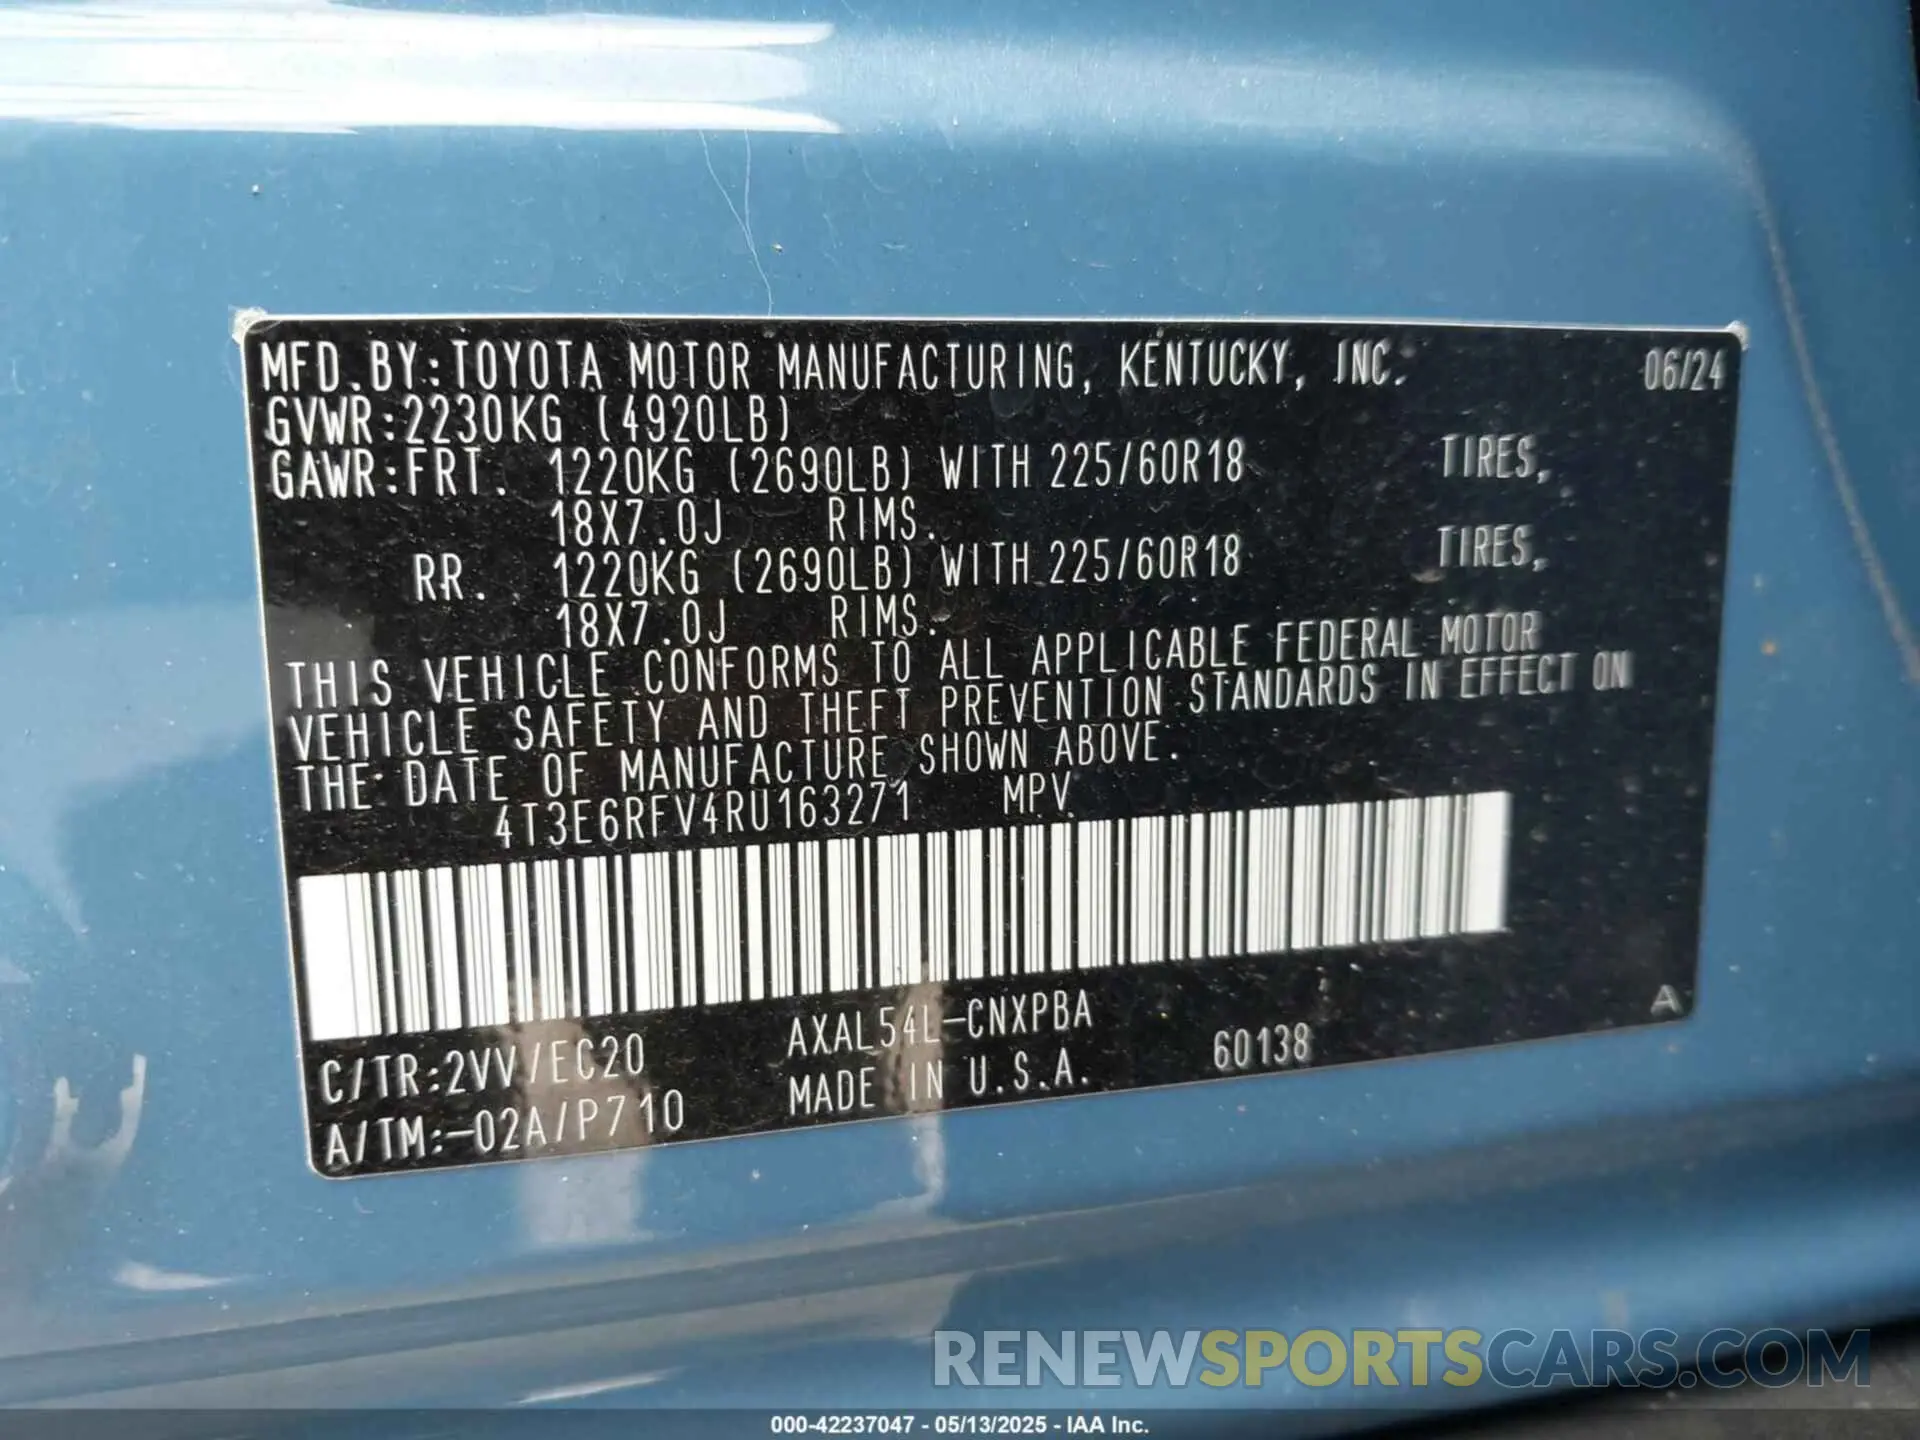 MFD.BY:TOYOTA MOTOR MANUFACTURING, KENTUCKY, INC. 06/24
GVWR:2230KG (4920LB)
GAWR:FRT. 1220KG (2690LB) WITH 225/60R18 TIRES,
18X7.0J RIMS.
RR. 1220KG (2690LB) WITH 225/60R18 TIRES,
18X7.0J RIMS.
THIS VEHICLE CONFORMS TO ALL APPLICABLE FEDERAL MOTOR
VEHICLE SAFETY AND THEFT PREVENTION STANDARDS IN EFFECT ON
THE DATE OF MANUFACTURE SHOWN ABOVE.
4T3E6RFV4RU163271 MPV
C/TR:2VV/EC20 AXAL54L-CNXPBA 60138 A
A/TM:-02A/P710 MADE IN U.S.A.
RENEWSPORTSCARS.COM
000-42237047 - 05/13/2025 - IAA Inc.